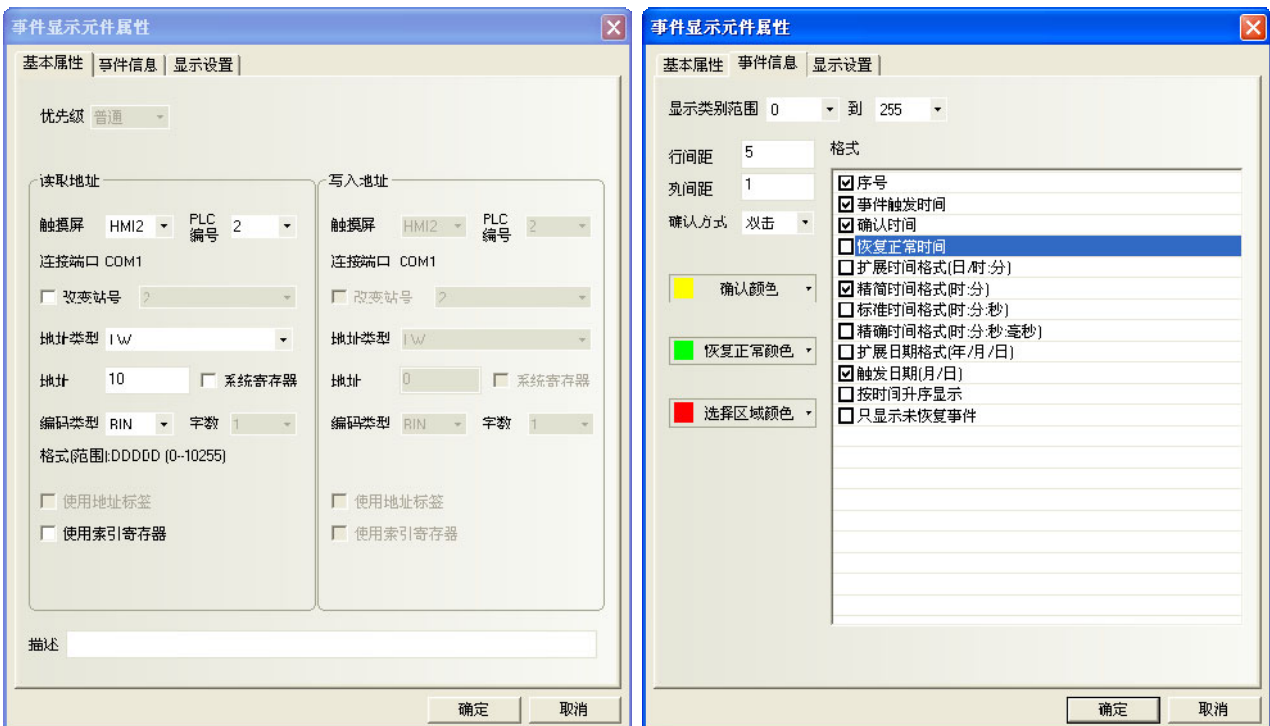 事件显示元件属性
基本属性 事件信息 显示设置
优先级 普通
读取地址
触摸屏 HMI2 PLC编号 2
连接端口 COM1
改变站号 2
地址类型 LW
地址 10 系统寄存器
编码类型 BIN 字数 1
格式(范围):DDDDD (0--10255)
使用地址标签
使用索引寄存器
写入地址
触摸屏 HMI2 PLC编号 2
连接端口 COM1
改变站号 2
地址类型 LW
地址 0 系统寄存器
编码类型 BIN 字数 1
使用地址标签
使用索引寄存器
描述
确定 取消
事件显示元件属性
基本属性 事件信息 显示设置
显示类别范围 0 到 255
行间距 5
列间距 1
确认方式 双击
确认颜色
恢复正常颜色
选择区域颜色
格式
序号
事件触发时间
确认时间
恢复正常时间
扩展时间格式(日/时:分)
精简时间格式(时:分)
标准时间格式(时:分:秒)
精确时间格式(时:分:秒:毫秒)
扩展日期格式(年/月/日)
触发日期(月/日)
按时间升序显示
只显示未恢复事件
确定 取消